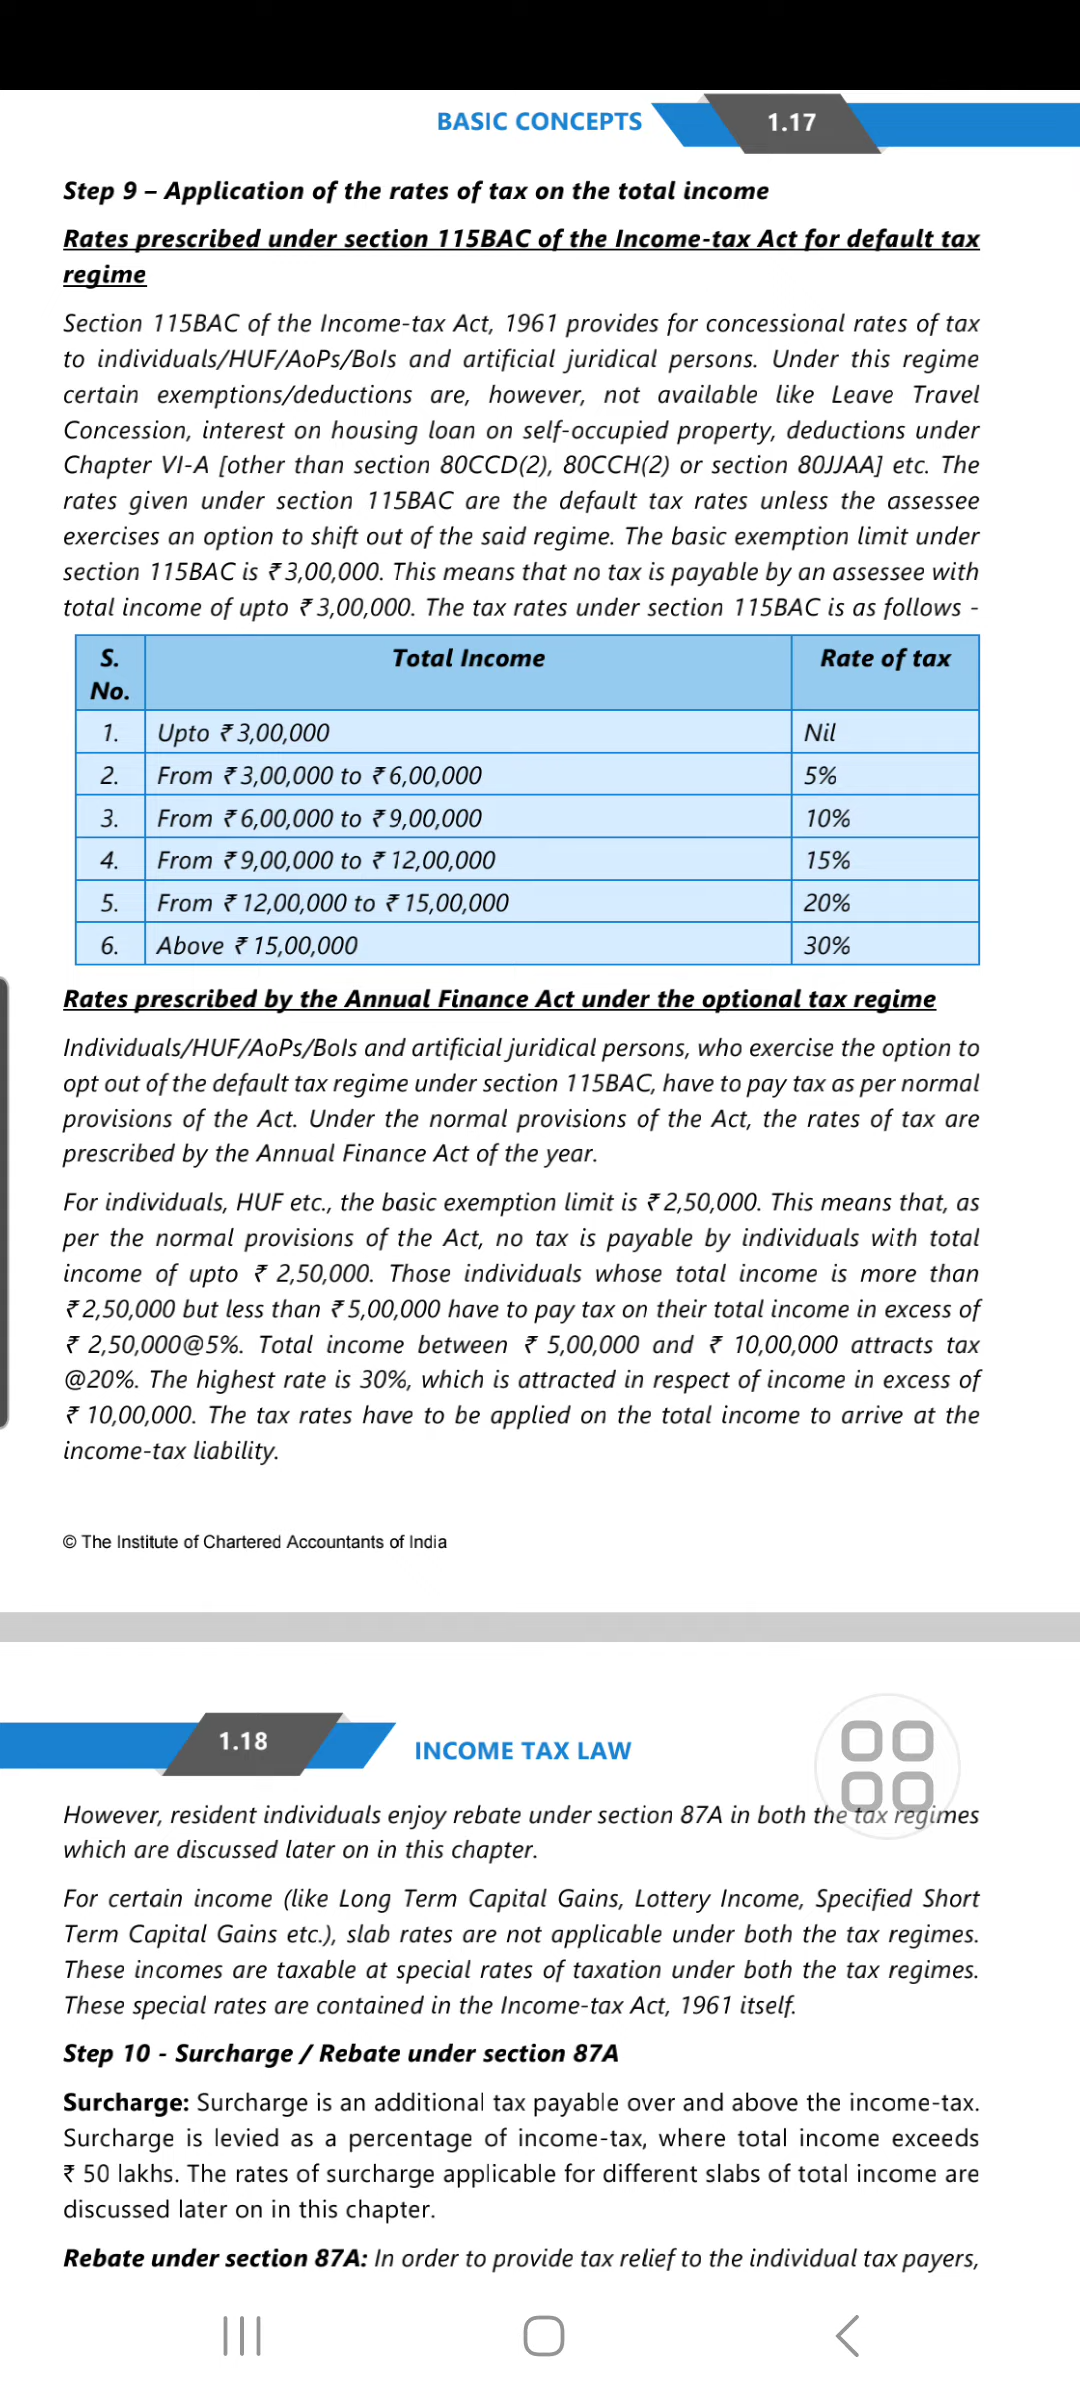 BASIC CONCEPTS 1.17
Step 9 – Application of the rates of tax on the total income
Rates prescribed under section 115BAC of the Income-tax Act for default tax
regime
Section 115BAC of the Income-tax Act, 1961 provides for concessional rates of tax
to individuals/HUF/AoPs/BoIs and artificial juridical persons. Under this regime
certain exemptions/deductions are, however, not available like Leave Travel
Concession, interest on housing loan on self-occupied property, deductions under
Chapter VI-A [other than section 80CCD(2), 80CCH(2) or section 80JJAA] etc. The
rates given under section 115BAC are the default tax rates unless the assessee
exercises an option to shift out of the said regime. The basic exemption limit under
section 115BAC is ₹ 3,00,000. This means that no tax is payable by an assessee with
total income of upto ₹ 3,00,000. The tax rates under section 115BAC is as follows -
S. No. Total Income Rate of tax
1. Upto ₹ 3,00,000 Nil
2. From ₹ 3,00,000 to ₹ 6,00,000 5%
3. From ₹ 6,00,000 to ₹ 9,00,000 10%
4. From ₹ 9,00,000 to ₹ 12,00,000 15%
5. From ₹ 12,00,000 to ₹ 15,00,000 20%
6. Above ₹ 15,00,000 30%
Rates prescribed by the Annual Finance Act under the optional tax regime
Individuals/HUF/AoPs/BoIs and artificial juridical persons, who exercise the option to
opt out of the default tax regime under section 115BAC, have to pay tax as per normal
provisions of the Act. Under the normal provisions of the Act, the rates of tax are
prescribed by the Annual Finance Act of the year.
For individuals, HUF etc., the basic exemption limit is ₹ 2,50,000. This means that, as
per the normal provisions of the Act, no tax is payable by individuals with total
income of upto ₹ 2,50,000. Those individuals whose total income is more than
₹ 2,50,000 but less than ₹ 5,00,000 have to pay tax on their total income in excess of
₹ 2,50,000@5%. Total income between ₹ 5,00,000 and ₹ 10,00,000 attracts tax
@20%. The highest rate is 30%, which is attracted in respect of income in excess of
₹ 10,00,000. The tax rates have to be applied on the total income to arrive at the
income-tax liability.
© The Institute of Chartered Accountants of India
1.18 INCOME TAX LAW
However, resident individuals enjoy rebate under section 87A in both the tax regimes
which are discussed later on in this chapter.
For certain income (like Long Term Capital Gains, Lottery Income, Specified Short
Term Capital Gains etc.), slab rates are not applicable under both the tax regimes.
These incomes are taxable at special rates of taxation under both the tax regimes.
These special rates are contained in the Income-tax Act, 1961 itself.
Step 10 - Surcharge / Rebate under section 87A
Surcharge: Surcharge is an additional tax payable over and above the income-tax.
Surcharge is levied as a percentage of income-tax, where total income exceeds
₹ 50 lakhs. The rates of surcharge applicable for different slabs of total income are
discussed later on in this chapter.
Rebate under section 87A: In order to provide tax relief to the individual tax payers,